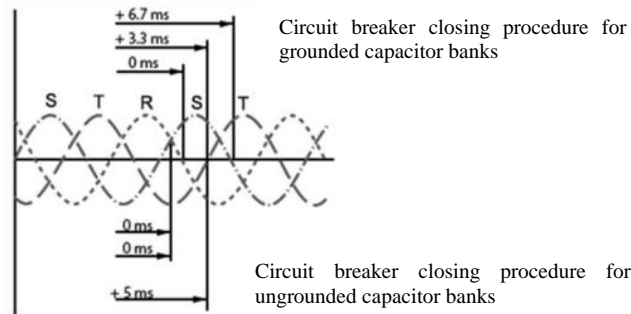 + 6.7 ms
+ 3.3 ms
0 ms
Circuit breaker closing procedure for
grounded capacitor banks
S T R S T
0 ms
0 ms
+ 5 ms
Circuit breaker closing procedure for
ungrounded capacitor banks